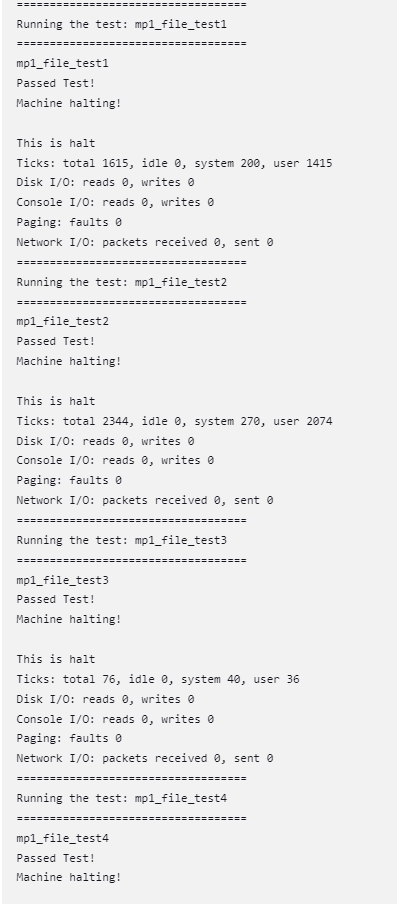 ===================================
Running the test: mp1_file_test1
===================================
mp1_file_test1
Passed Test!
Machine halting!

This is halt
Ticks: total 1615, idle 0, system 200, user 1415
Disk I/O: reads 0, writes 0
Console I/O: reads 0, writes 0
Paging: faults 0
Network I/O: packets received 0, sent 0
===================================
Running the test: mp1_file_test2
===================================
mp1_file_test2
Passed Test!
Machine halting!

This is halt
Ticks: total 2344, idle 0, system 270, user 2074
Disk I/O: reads 0, writes 0
Console I/O: reads 0, writes 0
Paging: faults 0
Network I/O: packets received 0, sent 0
===================================
Running the test: mp1_file_test3
===================================
mp1_file_test3
Passed Test!
Machine halting!

This is halt
Ticks: total 76, idle 0, system 40, user 36
Disk I/O: reads 0, writes 0
Console I/O: reads 0, writes 0
Paging: faults 0
Network I/O: packets received 0, sent 0
===================================
Running the test: mp1_file_test4
===================================
mp1_file_test4
Passed Test!
Machine halting!